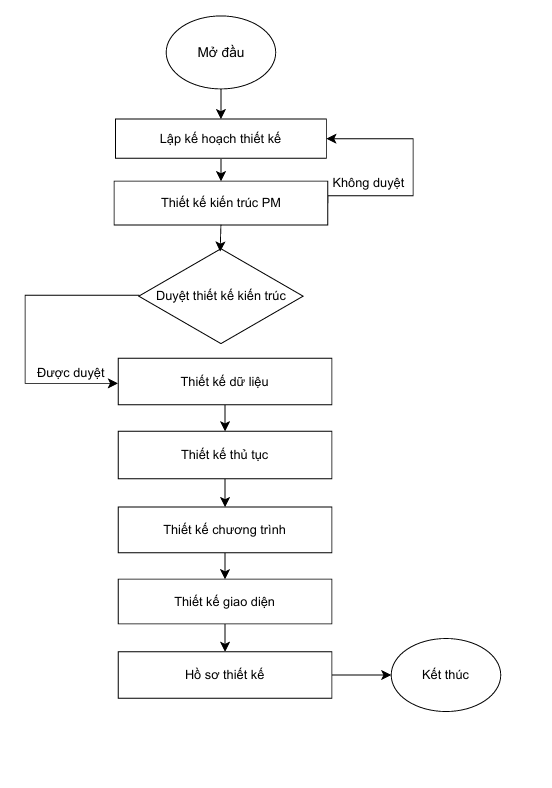 Mở đầu
Lập kế hoạch thiết kế
Không duyệt
Thiết kế kiến trúc PM
Duyệt thiết kế kiến trúc
Được duyệt
Thiết kế dữ liệu
Thiết kế thủ tục
Thiết kế chương trình
Thiết kế giao diện
Hồ sơ thiết kế
Kết thúc